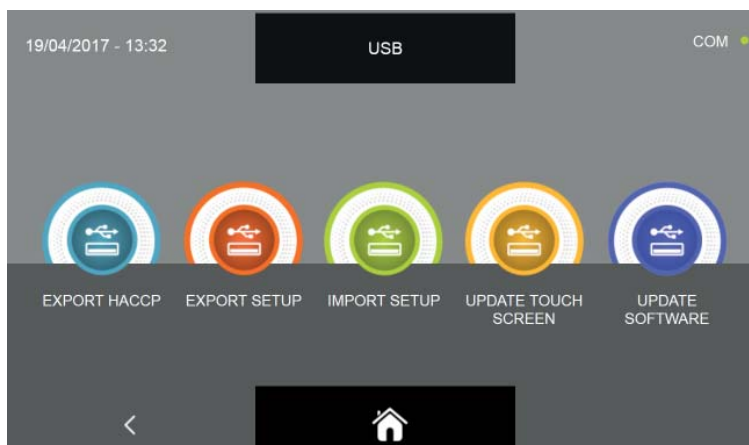 19/04/2017 - 13:32
USB
COM
EXPORT HACCP
EXPORT SETUP
IMPORT SETUP
UPDATE TOUCH
SCREEN
UPDATE
SOFTWARE